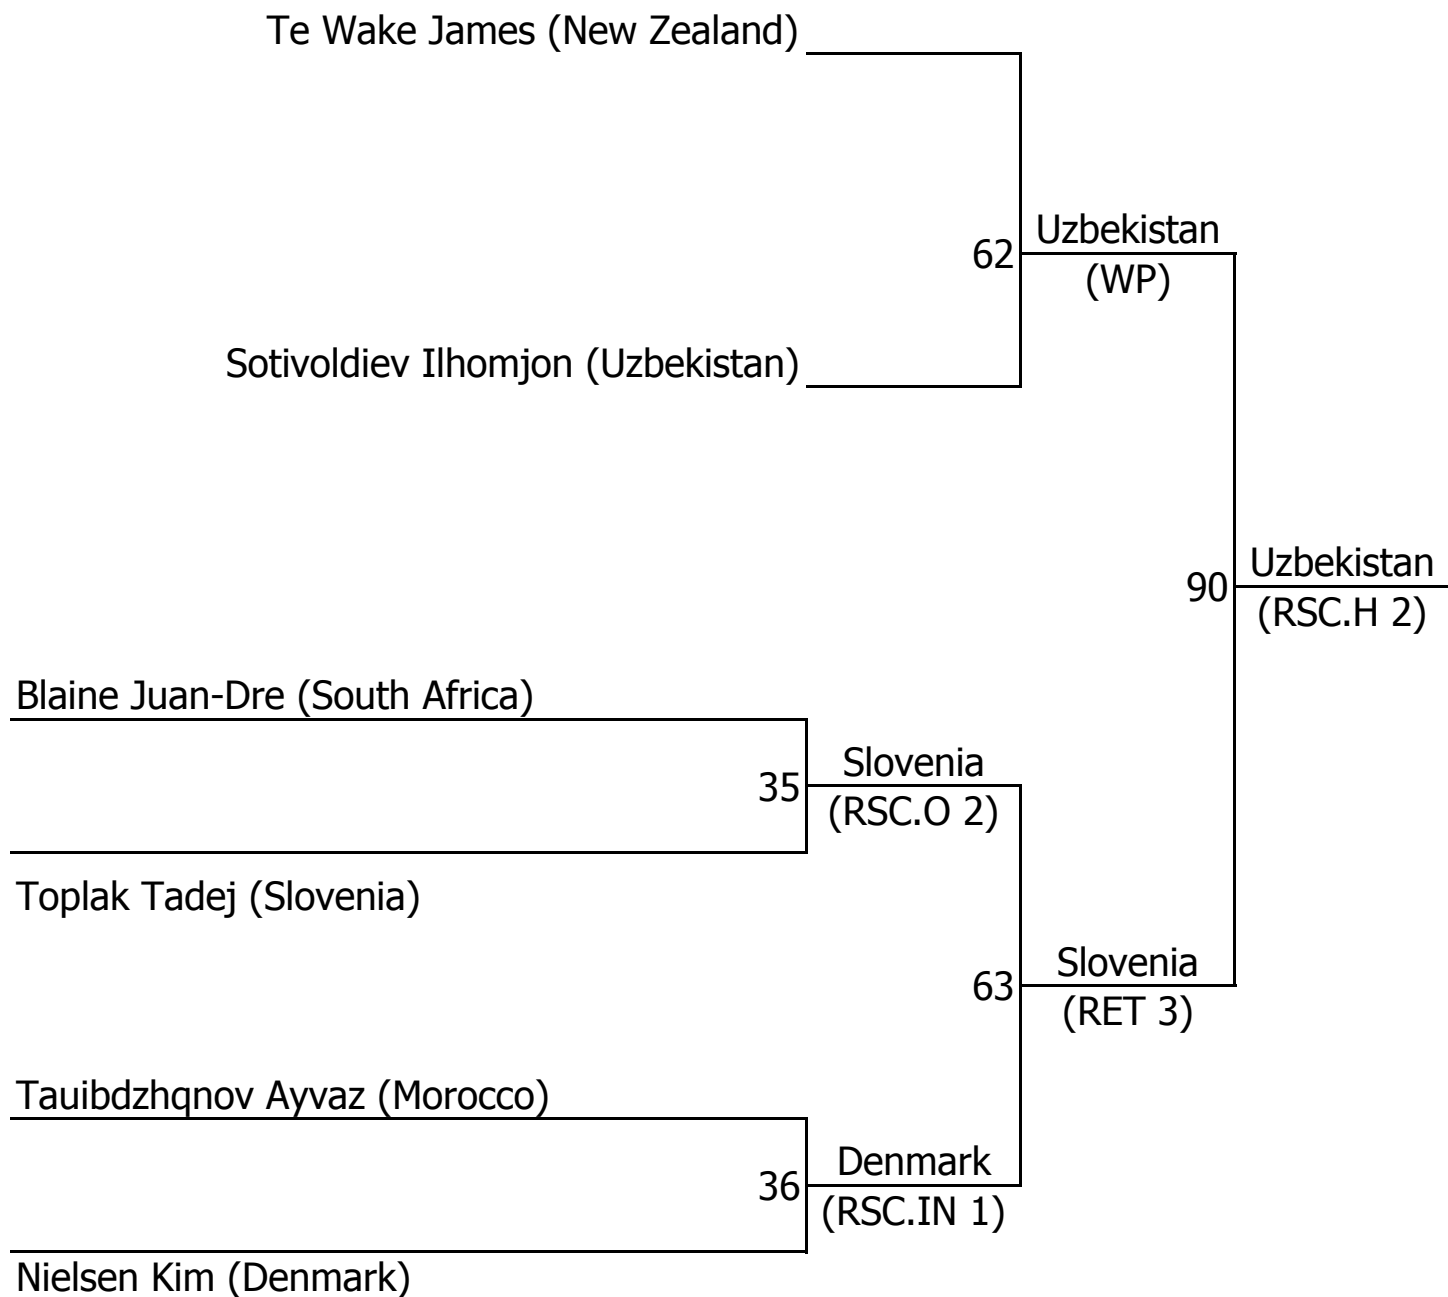 Te Wake James (New Zealand)
Uzbekistan
62
(WP)
Sotivoldiev Ilhomjon (Uzbekistan)
Uzbekistan
90
(RSC.H 2)
Blaine Juan-Dre (South Africa)
Slovenia
35
(RSC.O 2)
Toplak Tadej (Slovenia)
Slovenia
63
(RET 3)
Tauibdzhqnov Ayvaz (Morocco)
Denmark
36
(RSC.IN 1)
Nielsen Kim (Denmark)